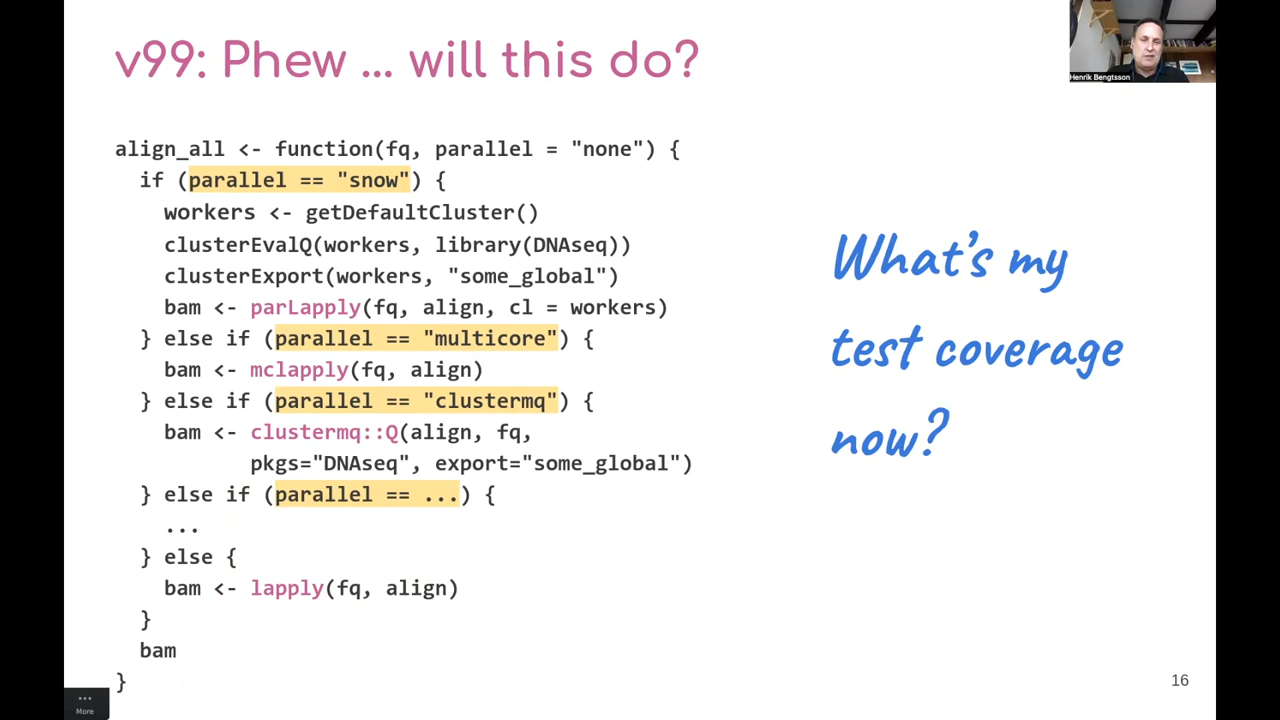 v99: Phew ... will this do?
Henrik Bengtsson
align_all <- function(fq, parallel = "none") {
if (parallel == "snow") {
workers <- getDefaultCluster()
clusterEvalQ(workers, library(DNAseq))
clusterExport(workers, "some_global")
bam <- parLapply(fq, align, cl = workers)
} else if (parallel == "multicore") {
bam <- mclapply(fq, align)
} else if (parallel == "clustermq") {
bam <- clustermq::Q(align, fq,
pkgs="DNAseq", export="some_global")
} else if (parallel == ...) {
...
} else {
bam <- lapply(fq, align)
}
bam
}
What's my
test coverage
now?
16
... 
More